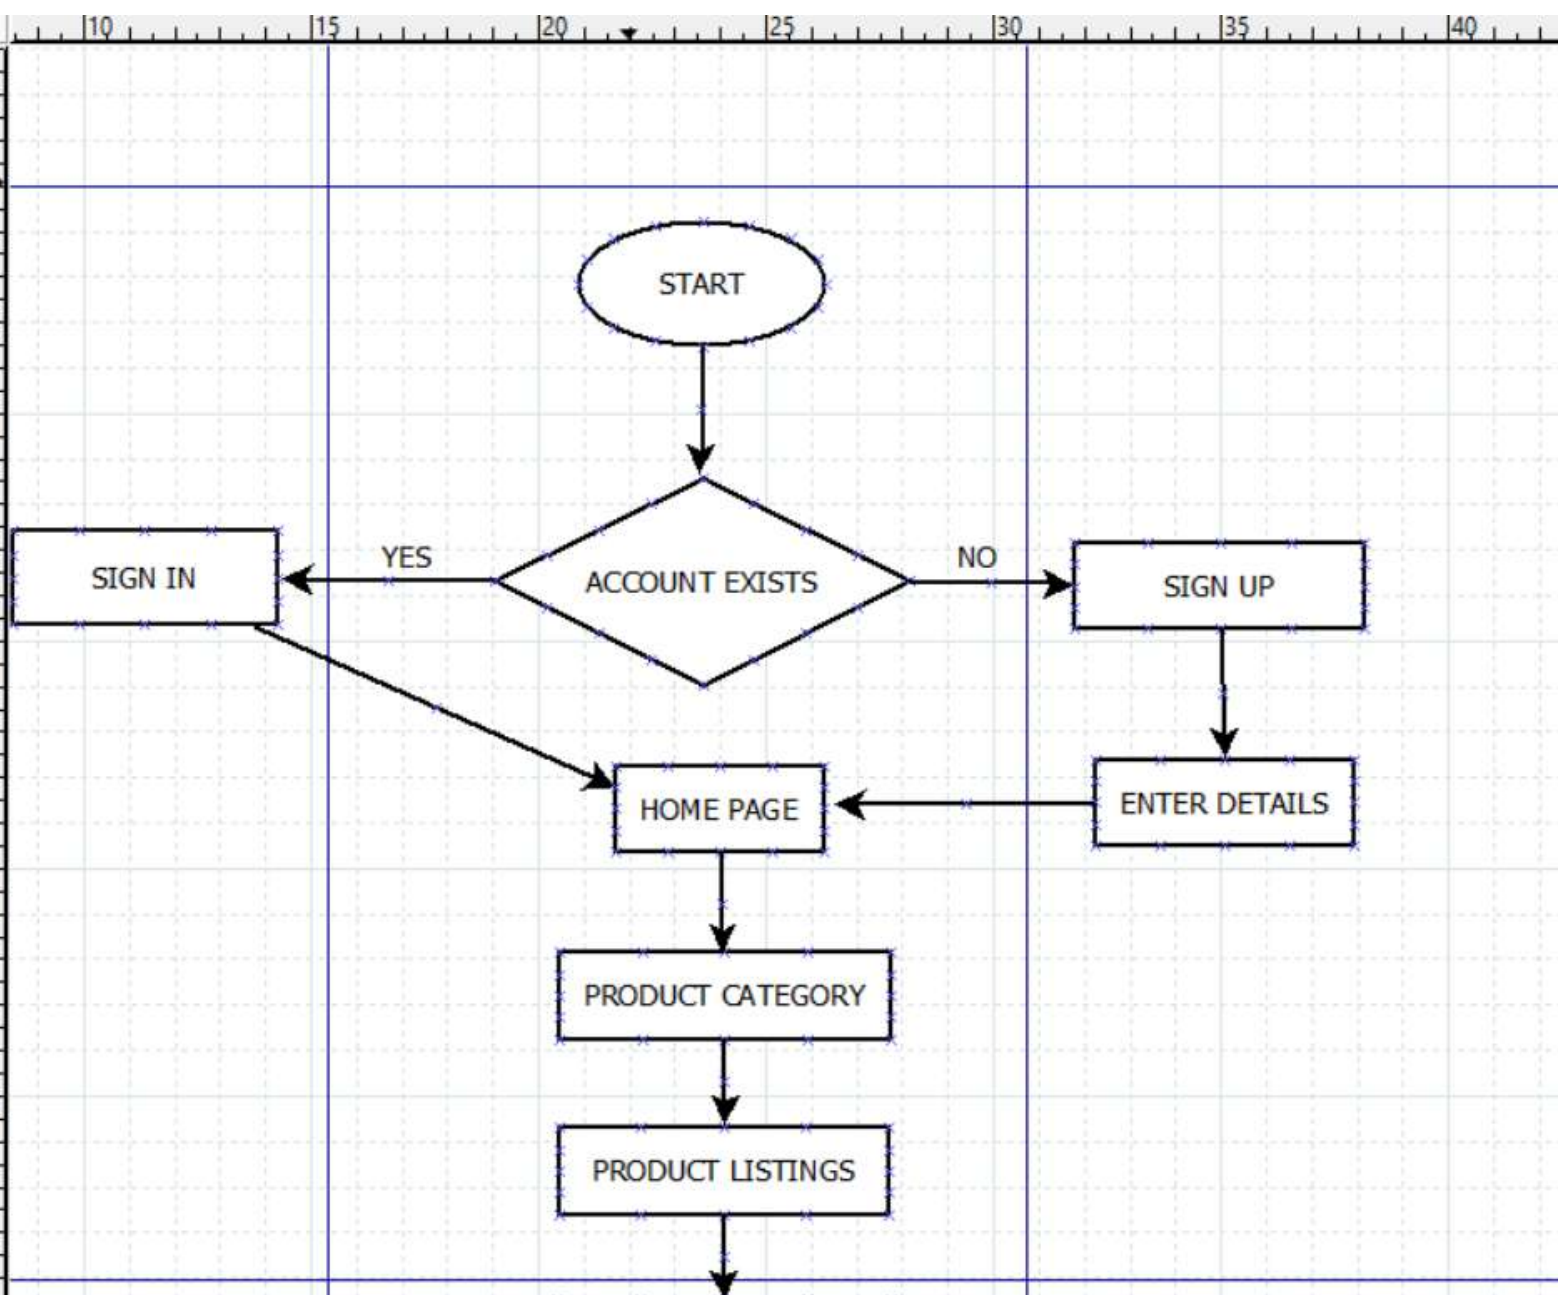 10 15 20 25 30 35 40
START
ACCOUNT EXISTS
YES
NO
SIGN IN
SIGN UP
HOME PAGE
ENTER DETAILS
PRODUCT CATEGORY
PRODUCT LISTINGS